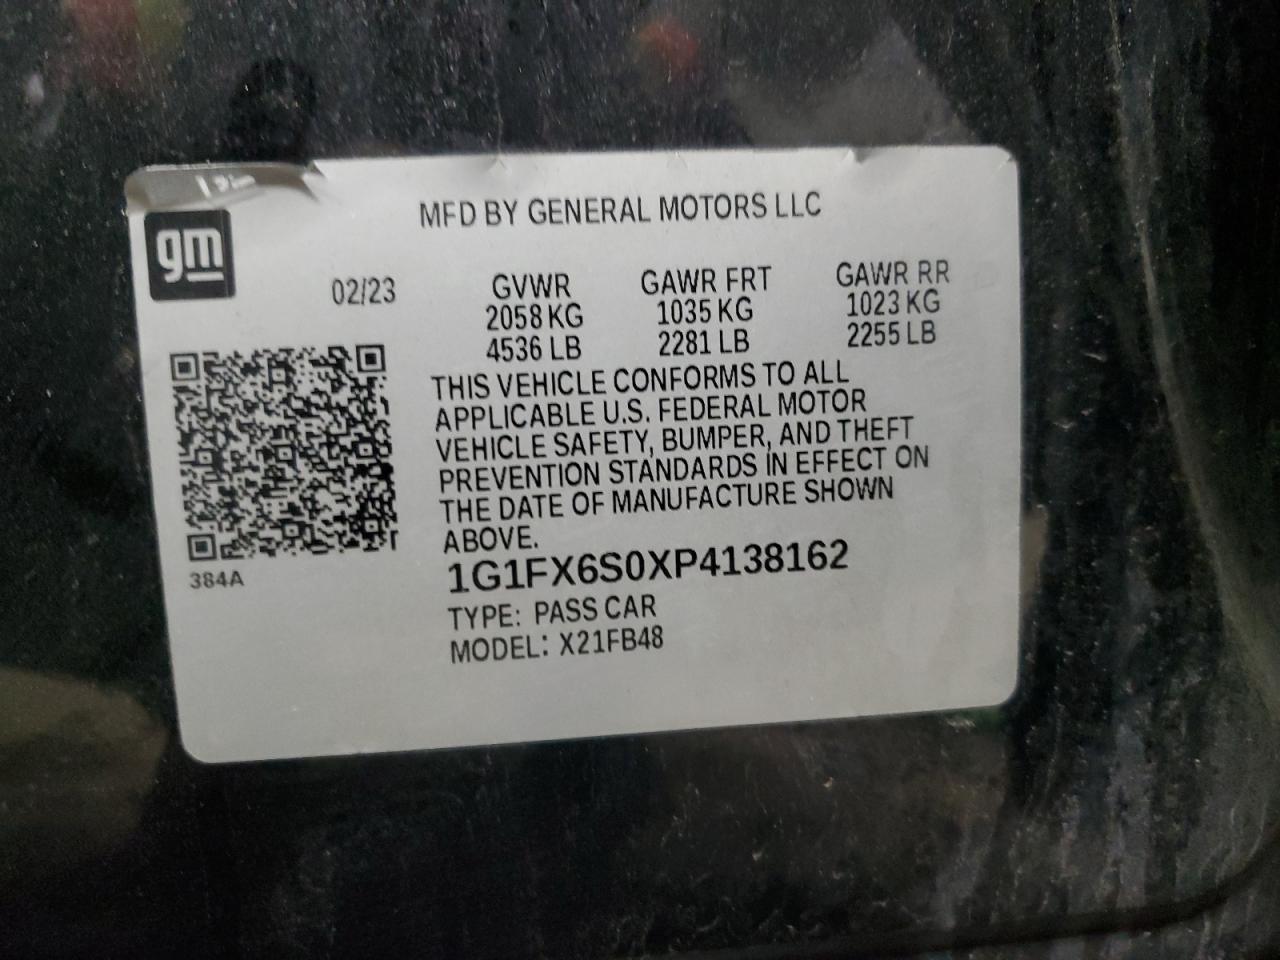 MFD BY GENERAL MOTORS LLC
gm
02/23
GVWR GAWR FRT GAWR RR
2058 KG 1035 KG 1023 KG
4536 LB 2281 LB 2255 LB
THIS VEHICLE CONFORMS TO ALL
APPLICABLE U.S. FEDERAL MOTOR
VEHICLE SAFETY, BUMPER, AND THEFT
PREVENTION STANDARDS IN EFFECT ON
THE DATE OF MANUFACTURE SHOWN
ABOVE.
384A
1G1FX6S0XP4138162
TYPE: PASS CAR
MODEL: X21FB48